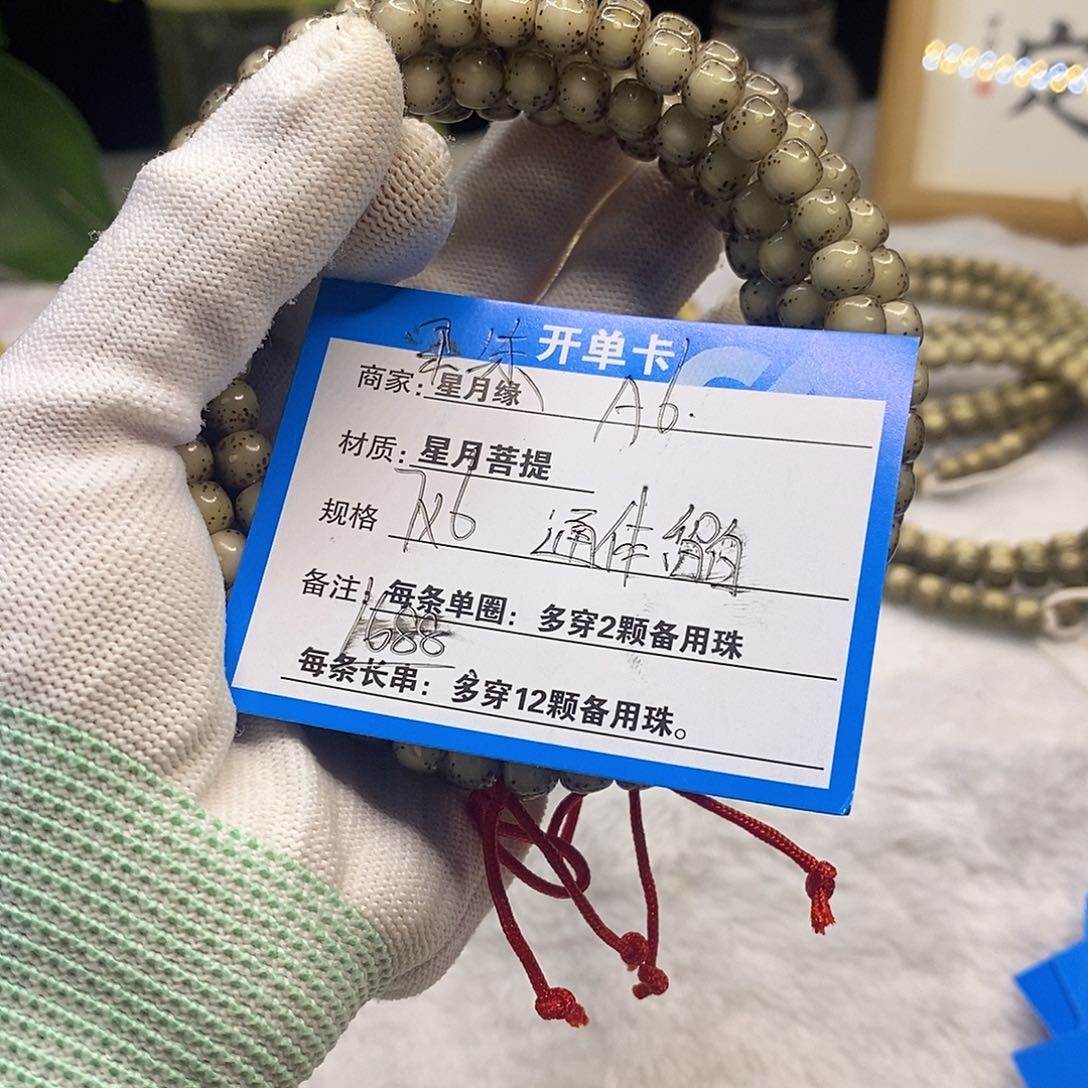 开单卡
商家：星月缘 A6.
材质：星月菩提
规格 7x6 通体
备注：每条单圈：多穿2颗备用珠
1688
每条长串：多穿12颗备用珠。
定